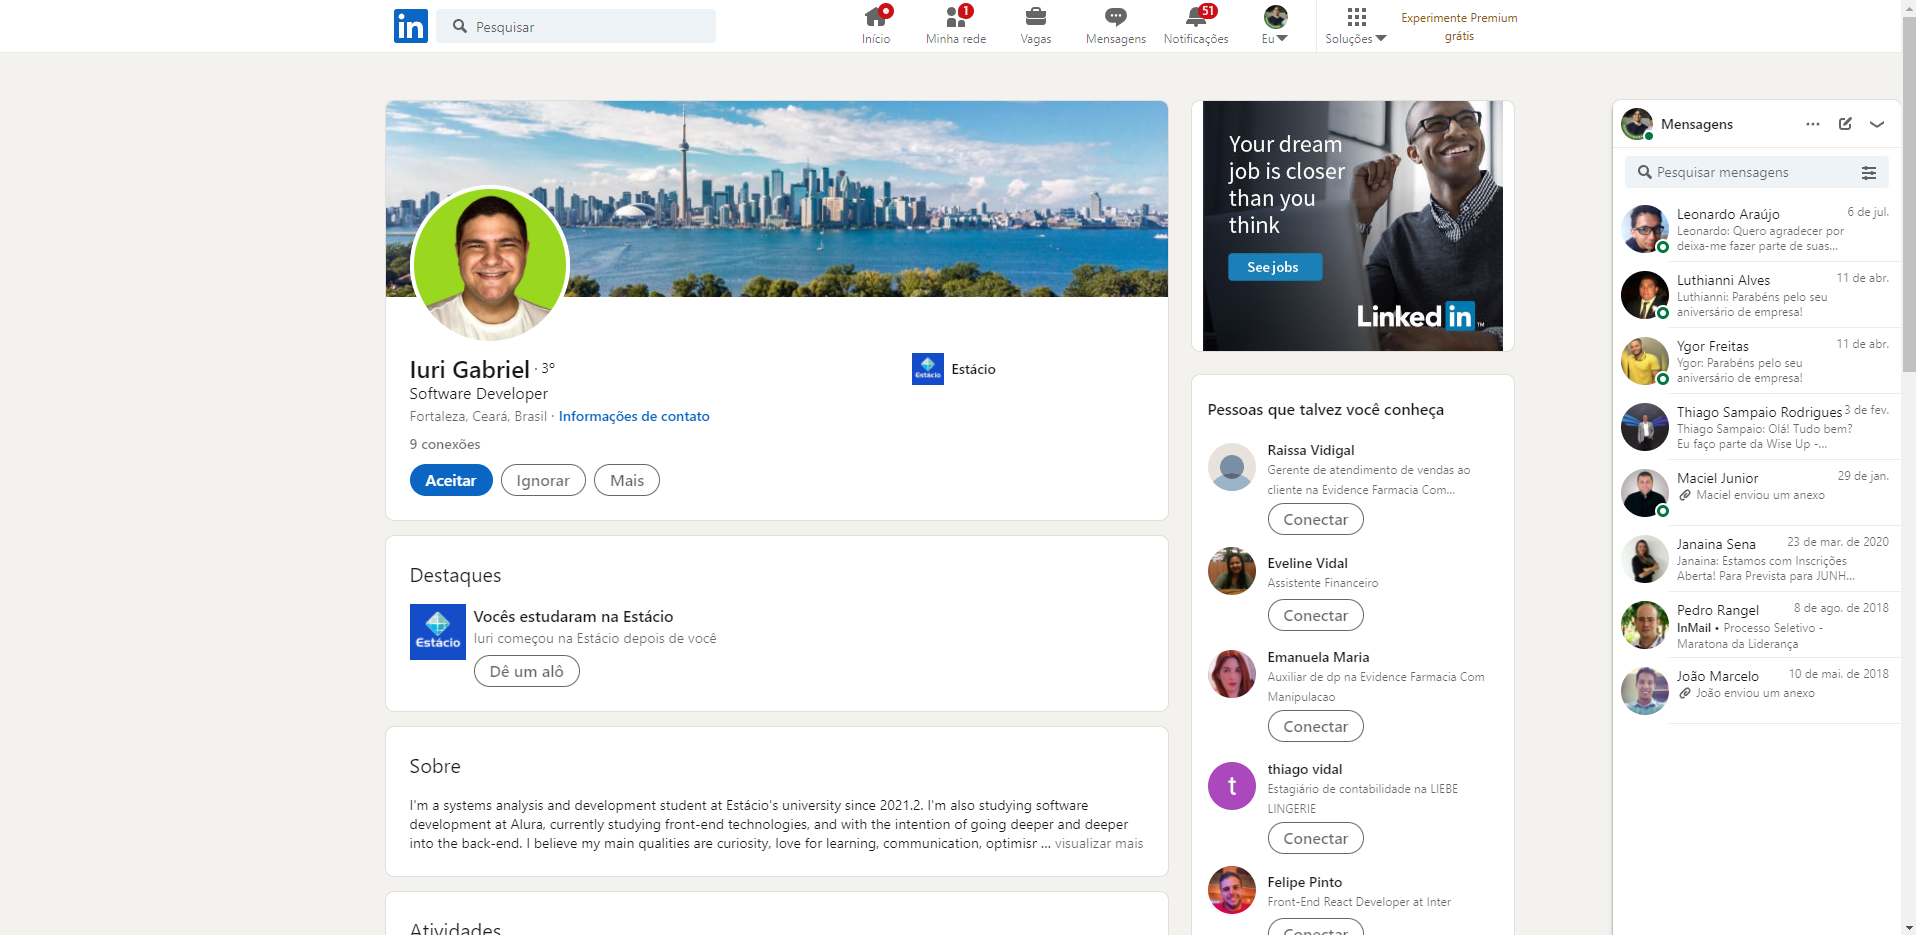 in
Pesquisar
Início
1
Minha rede
Vagas
Mensagens
51
Notificações
Eu
Soluções
Experimente Premium
grátis
Iuri Gabriel · 3º
Software Developer
Fortaleza, Ceará, Brasil · Informações de contato
9 conexões
Aceitar
Ignorar
Mais
Estácio
Estácio
Destaques
Estácio
Vocês estudaram na Estácio
Iuri começou na Estácio depois de você
Dê um alô
Sobre
I'm a systems analysis and development student at Estácio's university since 2021.2. I'm also studying software
development at Alura, currently studying front-end technologies, and with the intention of going deeper and deeper
into the back-end. I believe my main qualities are curiosity, love for learning, communication, optimisr ... visualizar mais
Atividades
Your dream
job is closer
than you
think
See jobs
Linked in ™
Pessoas que talvez você conheça
Raissa Vidigal
Gerente de atendimento de vendas ao
cliente na Evidence Farmacia Com...
Conectar
Eveline Vidal
Assistente Financeiro
Conectar
Emanuela Maria
Auxiliar de dp na Evidence Farmacia Com
Manipulacao
Conectar
t
thiago vidal
Estagiário de contabilidade na LIEBE
LINGERIE
Conectar
Felipe Pinto
Front-End React Developer at Inter
Conectar
Mensagens
Pesquisar mensagens
Leonardo Araújo
6 de jul.
Leonardo: Quero agradecer por
deixa-me fazer parte de suas...
Luthianni Alves
11 de abr.
Luthianni: Parabéns pelo seu
aniversário de empresa!
Ygor Freitas
11 de abr.
Ygor: Parabéns pelo seu
aniversário de empresa!
Thiago Sampaio Rodrigues
3 de fev.
Thiago Sampaio: Olá! Tudo bem?
Eu faço parte da Wise Up -...
Maciel Junior
29 de jan.
Maciel enviou um anexo
Janaina Sena
23 de mar. de 2020
Janaina: Estamos com Inscrições
Aberta! Para Prevista para JUNH...
Pedro Rangel
8 de ago. de 2018
InMail • Processo Seletivo -
Maratona da Liderança
João Marcelo
10 de mai. de 2018
João enviou um anexo